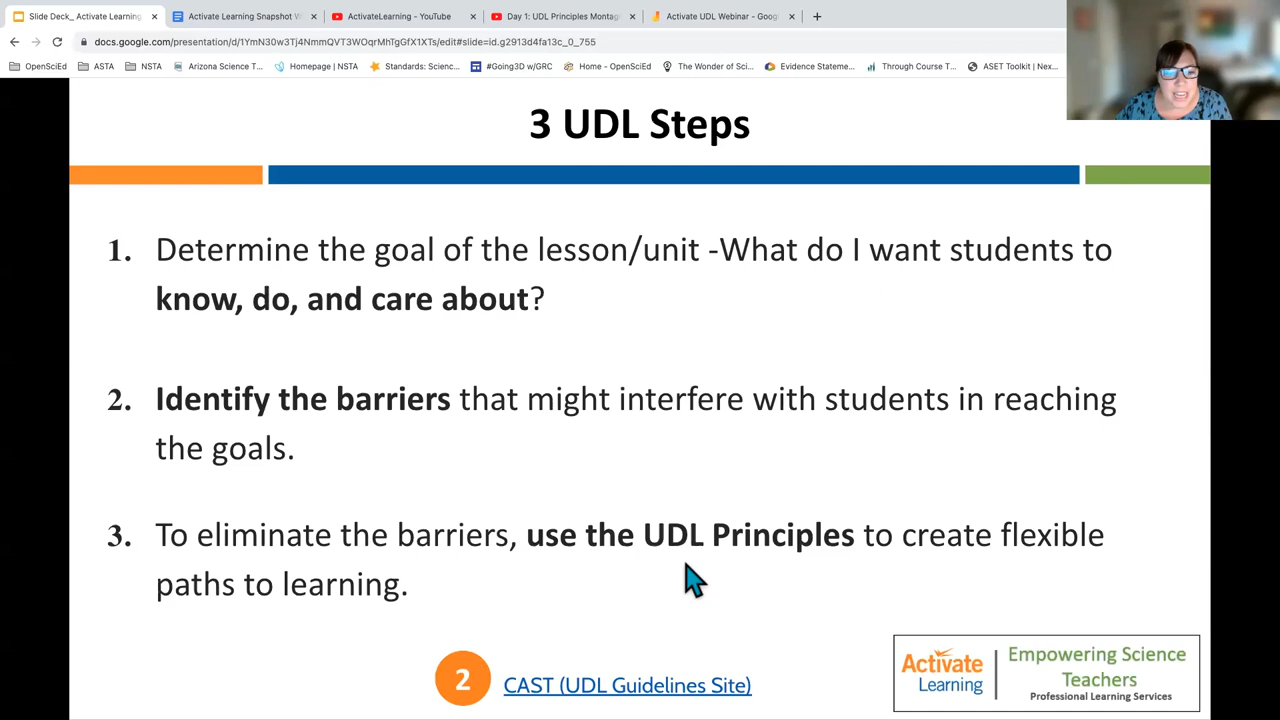 Slide Deck_ Activate Learning
Activate Learning Snapshot W
ActivateLearning - YouTube
Day 1: UDL Principles Montag
Activate UDL Webinar - Goog
docs.google.com/presentation/d/1YmN30w3Tj4NmmQVT3WOqrMhTgGfX1XTs/edit#slide=id.g2913d4fa13c_0_755
OpenSciEd
ASTA
NSTA
Arizona Science T...
Homepage | NSTA
Standards: Scienc...
#Going3D w/GRC
Home - OpenSciEd
The Wonder of Sci...
Evidence Stateme...
Through Course T...
ASET Toolkit | Nex...
3 UDL Steps
1. Determine the goal of the lesson/unit -What do I want students to
know, do, and care about?
2. Identify the barriers that might interfere with students in reaching
the goals.
3. To eliminate the barriers, use the UDL Principles to create flexible
paths to learning.
2
CAST (UDL Guidelines Site)
Activate
Learning
Empowering Science
Teachers
Professional Learning Services